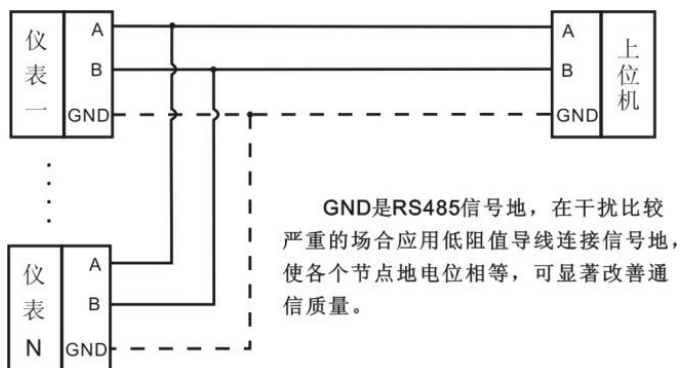 仪表一
A
B
GND
A
B
GND
上位机
GND是RS485信号地，在干扰比较
严重的场合应用低阻值导线连接信号地，
使各个节点地电位相等，可显著改善通
信质量。
仪表N
A
B
GND